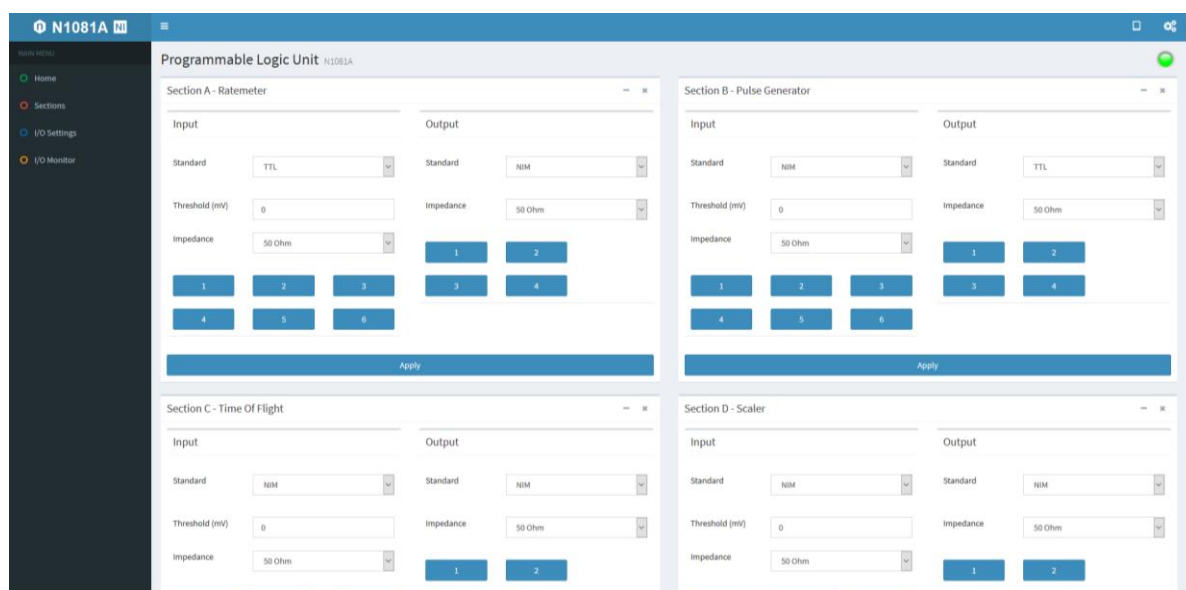 N1081A NI
MAIN MENU
Home
Sections
I/O Settings
I/O Monitor
Programmable Logic Unit N1081A
Section A - Ratemeter
Input
Output
Standard
TTL
Standard
NIM
Threshold (mV)
0
Impedance
50 Ohm
Impedance
50 Ohm
1 2
1 2 3
3 4
4 5 6
Apply
Section B - Pulse Generator
Input
Output
Standard
NIM
Standard
TTL
Threshold (mV)
0
Impedance
50 Ohm
Impedance
50 Ohm
1 2
1 2 3
3 4
4 5 6
Apply
Section C - Time Of Flight
Input
Output
Standard
NIM
Standard
NIM
Threshold (mV)
0
Impedance
50 Ohm
Impedance
50 Ohm
1 2
Section D - Scaler
Input
Output
Standard
NIM
Standard
NIM
Threshold (mV)
0
Impedance
50 Ohm
Impedance
50 Ohm
1 2